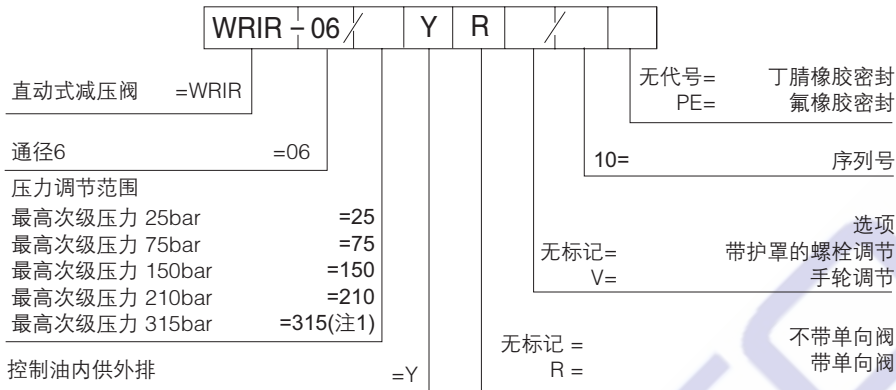 WRIR-06/ Y R /
直动式减压阀 =WRIR
通径6 =06
压力调节范围
最高次级压力 25bar =25
最高次级压力 75bar =75
最高次级压力 150bar =150
最高次级压力 210bar =210
最高次级压力 315bar =315(注1)
控制油内供外排 =Y
无代号= 丁腈橡胶密封
PE= 氟橡胶密封
10= 序列号
选项
无标记= 带护罩的螺栓调节
V= 手轮调节
无标记 = 不带单向阀
R = 带单向阀